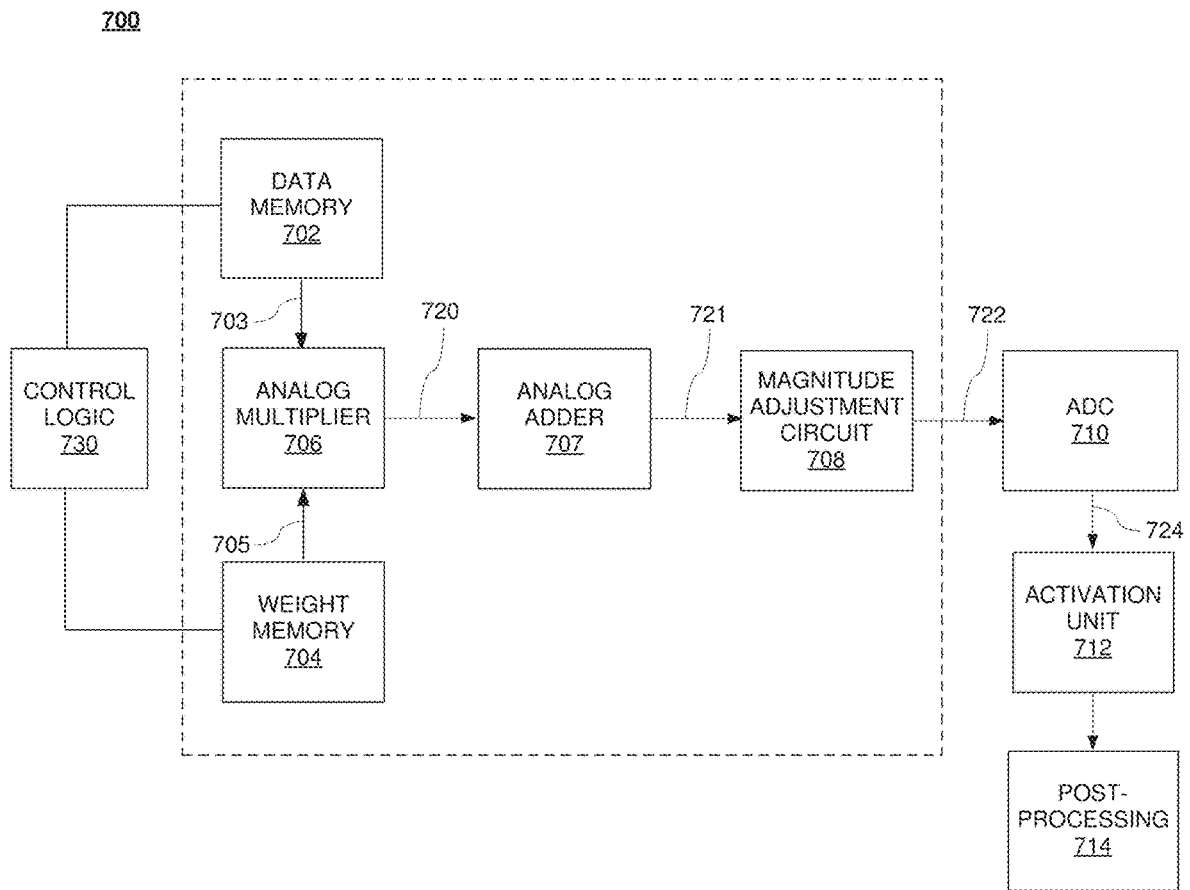 700
DATA
MEMORY
702
703
720
721
722
CONTROL
LOGIC
730
ANALOG
MULTIPLIER
706
ANALOG
ADDER
707
MAGNITUDE
ADJUSTMENT
CIRCUIT
708
ADC
710
705
724
WEIGHT
MEMORY
704
ACTIVATION
UNIT
712
POST-
PROCESSING
714